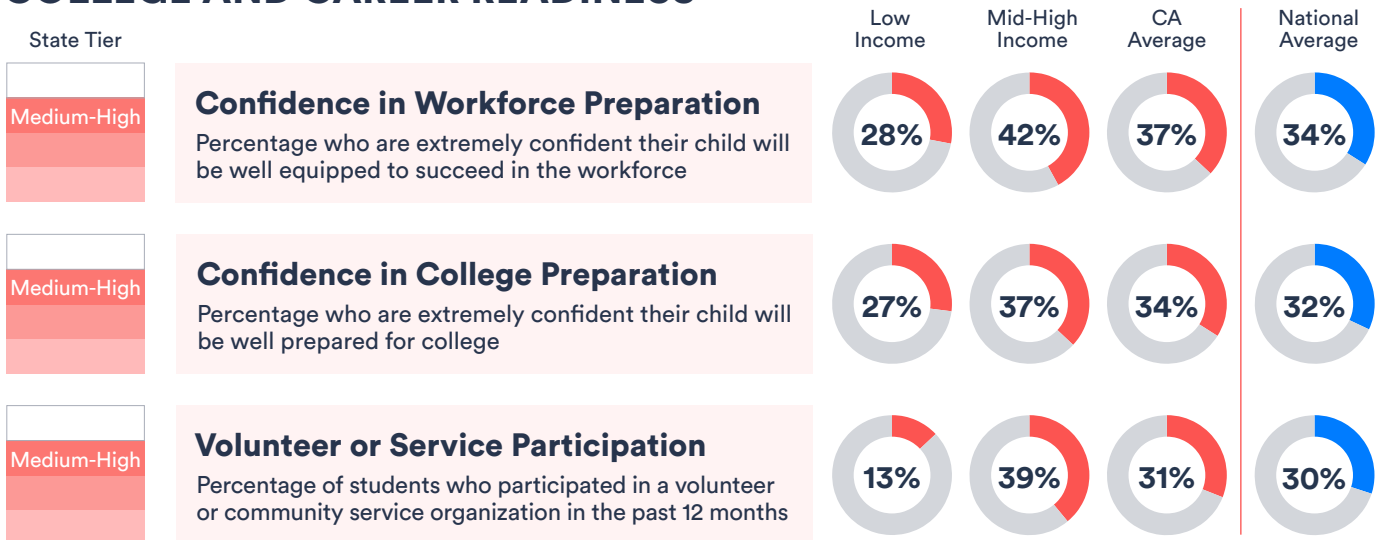 COLLEGE AND CAREER READINESS
State Tier
Low
Income
Mid-High
Income
CA
Average
National
Average
Medium-High
Confidence in Workforce Preparation
Percentage who are extremely confident their child will
be well equipped to succeed in the workforce
28%
42%
37%
34%
Medium-High
Confidence in College Preparation
Percentage who are extremely confident their child will
be well prepared for college
27%
37%
34%
32%
Medium-High
Volunteer or Service Participation
Percentage of students who participated in a volunteer
or community service organization in the past 12 months
13%
39%
31%
30%